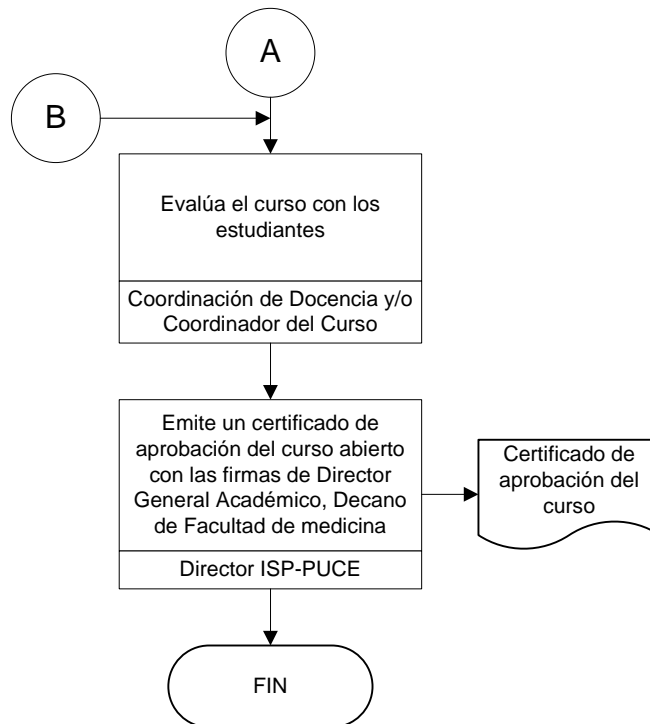 A
B
Evalúa el curso con los
estudiantes
Coordinación de Docencia y/o
Coordinador del Curso
Emite un certificado de
aprobación del curso abierto
con las firmas de Director
General Académico, Decano
de Facultad de medicina
Director ISP-PUCE
Certificado de
aprobación del
curso
FIN